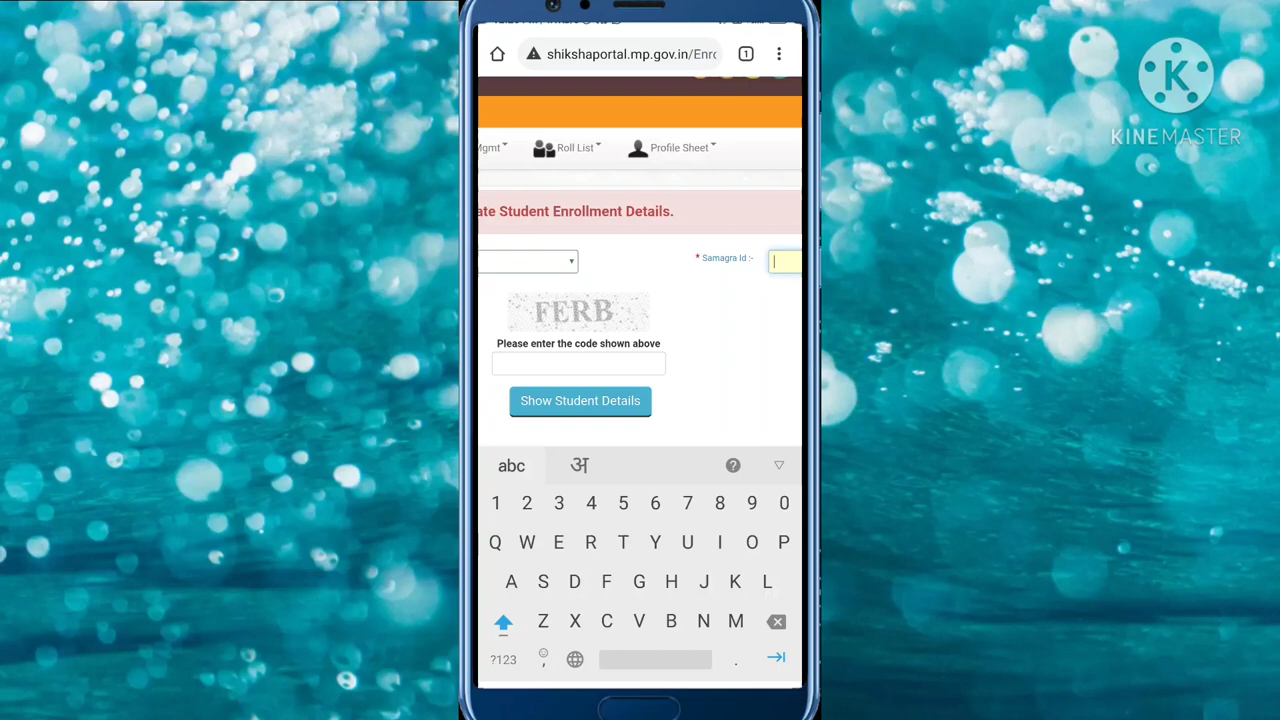 shikshaportal.mp.gov.in/Enro
1
Mgmt Roll List Profile Sheet
ate Student Enrollment Details.
* Samagra Id :-
FERB
Please enter the code shown above
Show Student Details
abc अ ?
1 2 3 4 5 6 7 8 9 0
Q W E R T Y U I O P
A S D F G H J K L
Z X C V B N M
?123 , .
K
KINEMASTER